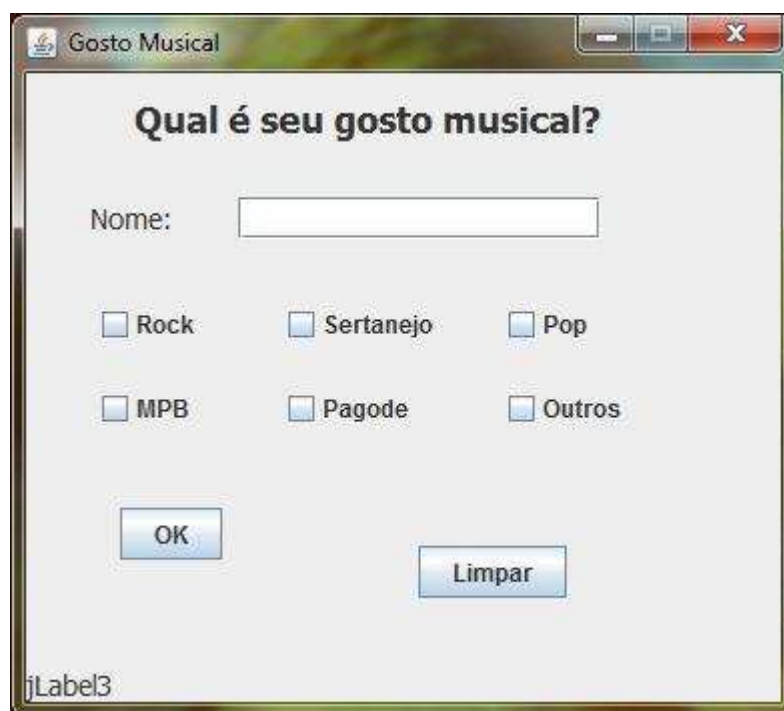 Gosto Musical
Qual é seu gosto musical?
Nome:
Rock Sertanejo Pop
MPB Pagode Outros
OK
Limpar
jLabel3